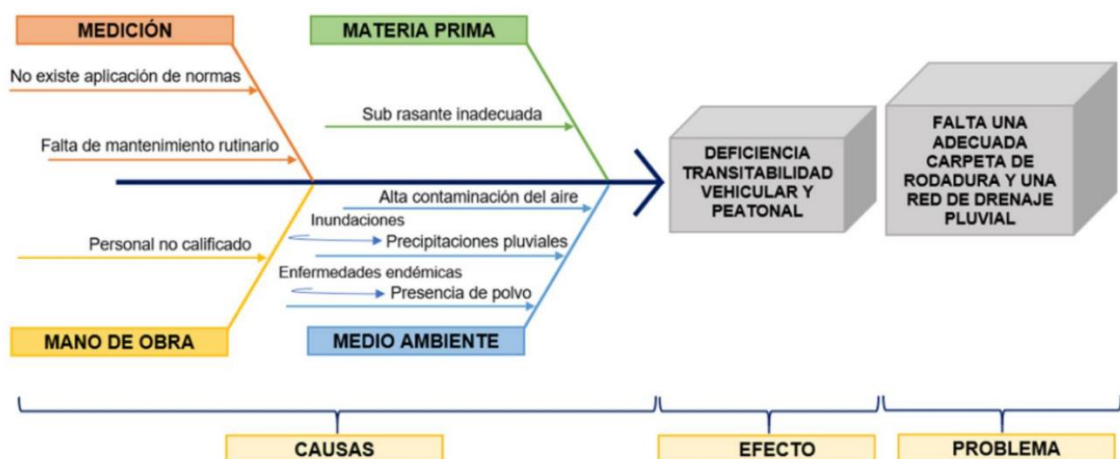 MEDICIÓN
MATERIA PRIMA
No existe aplicación de normas
Sub rasante inadecuada
Falta de mantenimiento rutinario
DEFICIENCIA
TRANSITABILIDAD
VEHICULAR Y
PEATONAL
FALTA UNA
ADECUADA
CARPETA DE
RODADURA Y UNA
RED DE DRENAJE
PLUVIAL
Alta contaminación del aire
Inundaciones
Personal no calificado
Precipitaciones pluviales
Enfermedades endémicas
Presencia de polvo
MANO DE OBRA
MEDIO AMBIENTE
CAUSAS
EFECTO
PROBLEMA